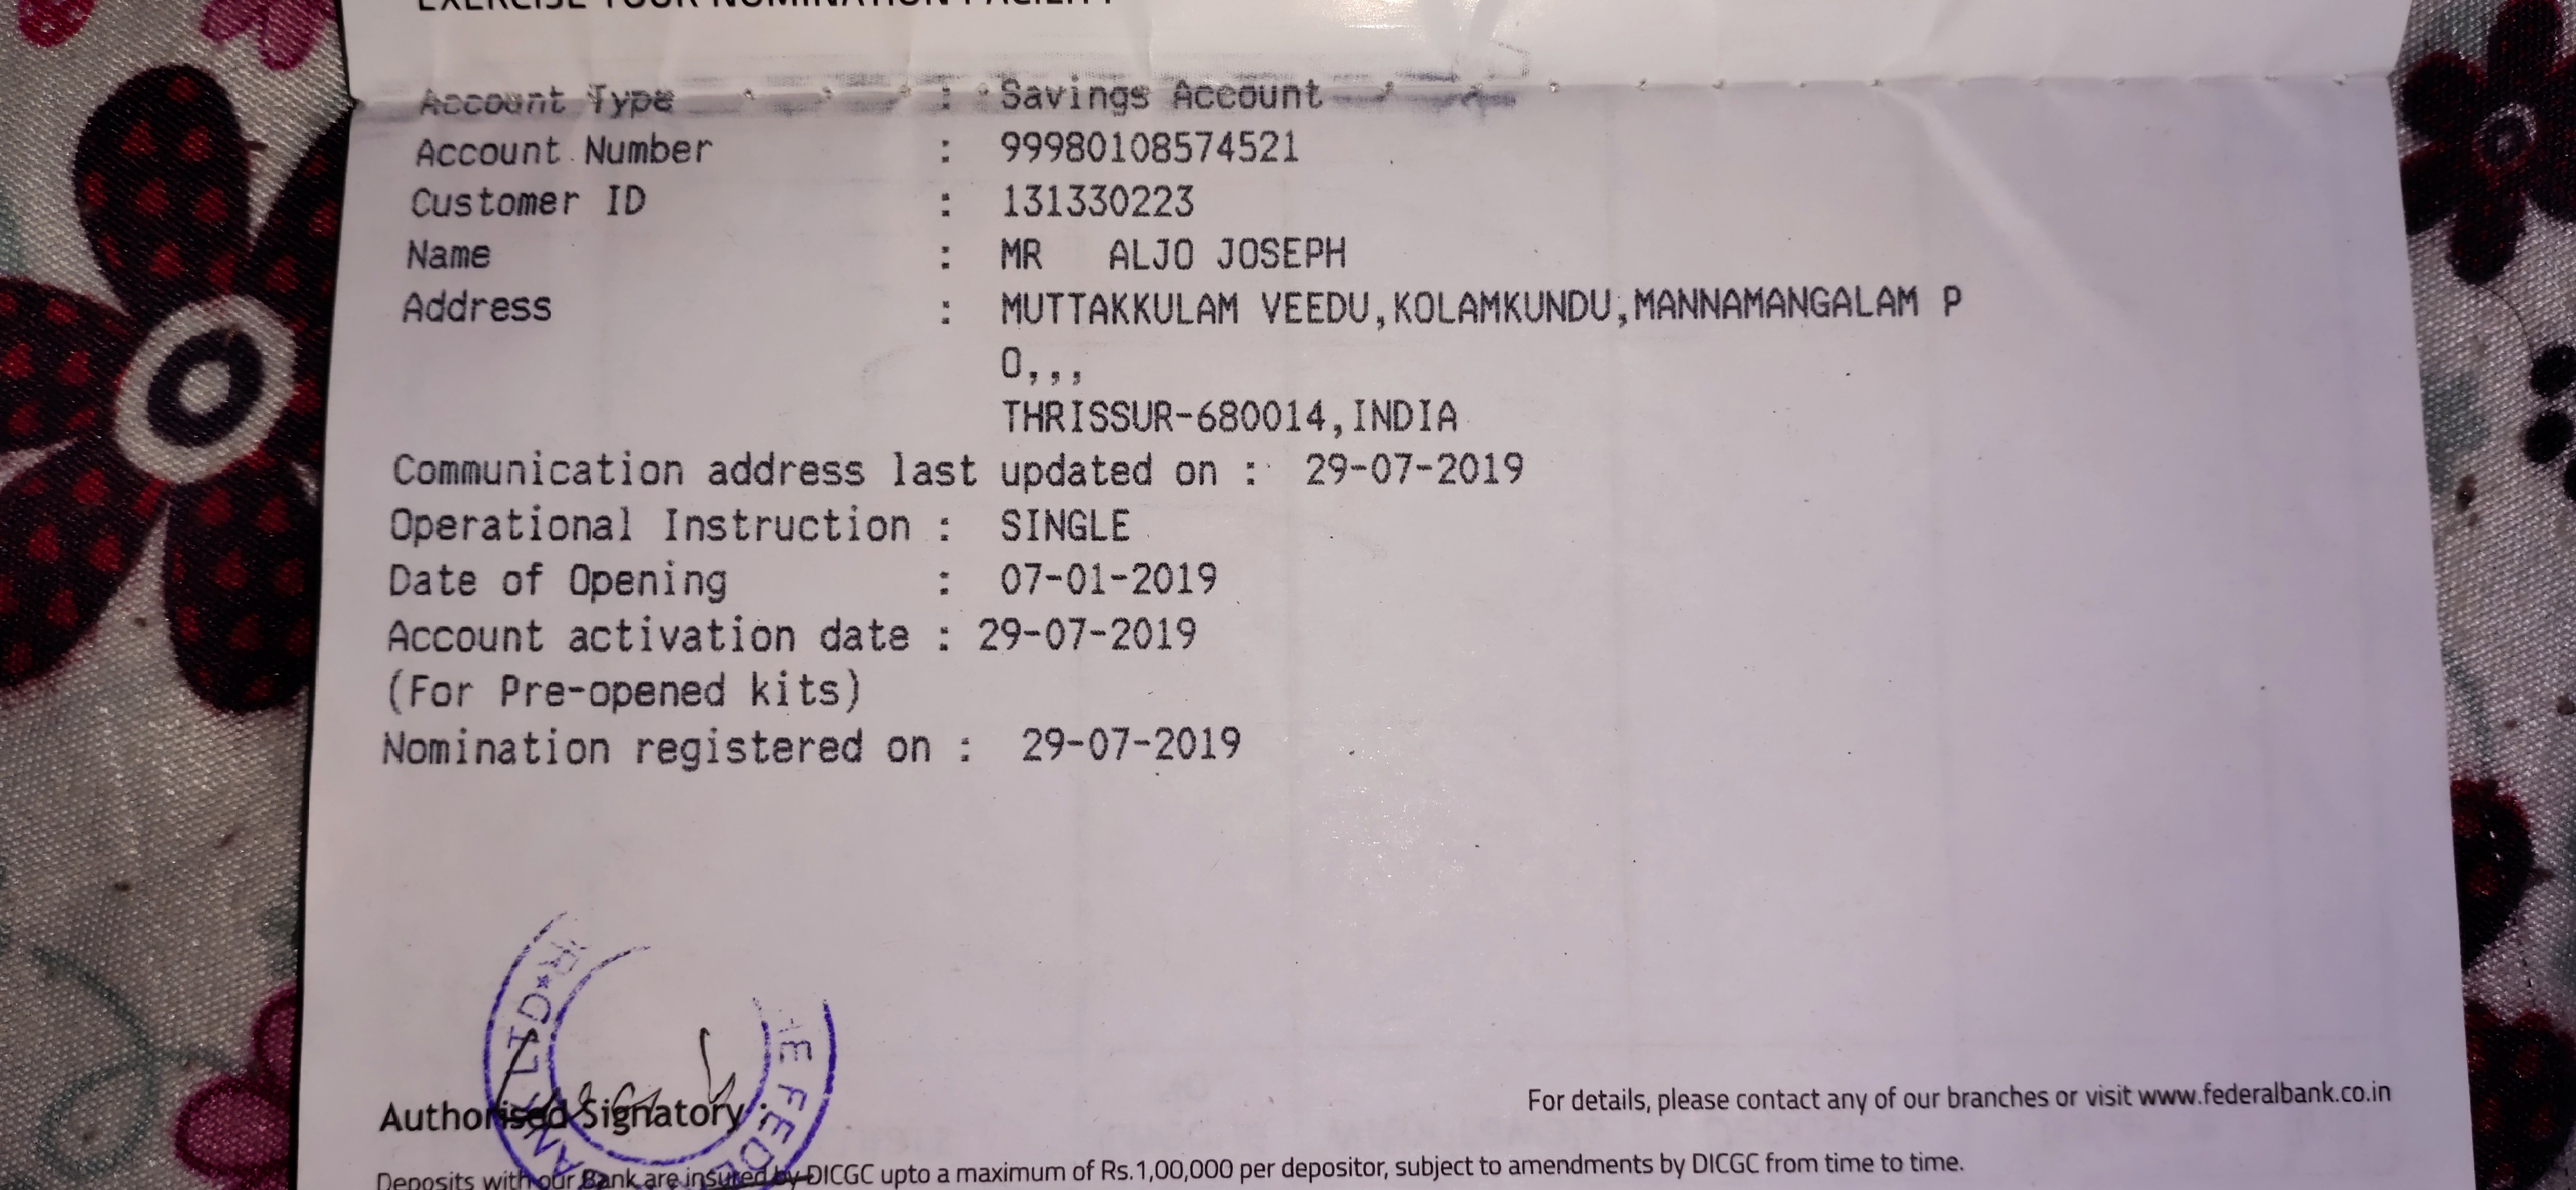 EXERCISE YOUR NOMINATION FACILITY
Account Type : Savings Account
Account Number : 99980108574521
Customer ID : 131330223
Name : MR ALJO JOSEPH
Address : MUTTAKKULAM VEEDU,KOLAMKUNDU,MANNAMANGALAM P
O,,,
THRISSUR-680014,INDIA
Communication address last updated on : 29-07-2019
Operational Instruction : SINGLE
Date of Opening : 07-01-2019
Account activation date : 29-07-2019
(For Pre-opened kits)
Nomination registered on : 29-07-2019
Authorised Signatory :
For details, please contact any of our branches or visit www.federalbank.co.in
Deposits with our Bank are insured by DICGC upto a maximum of Rs.1,00,000 per depositor, subject to amendments by DICGC from time to time.